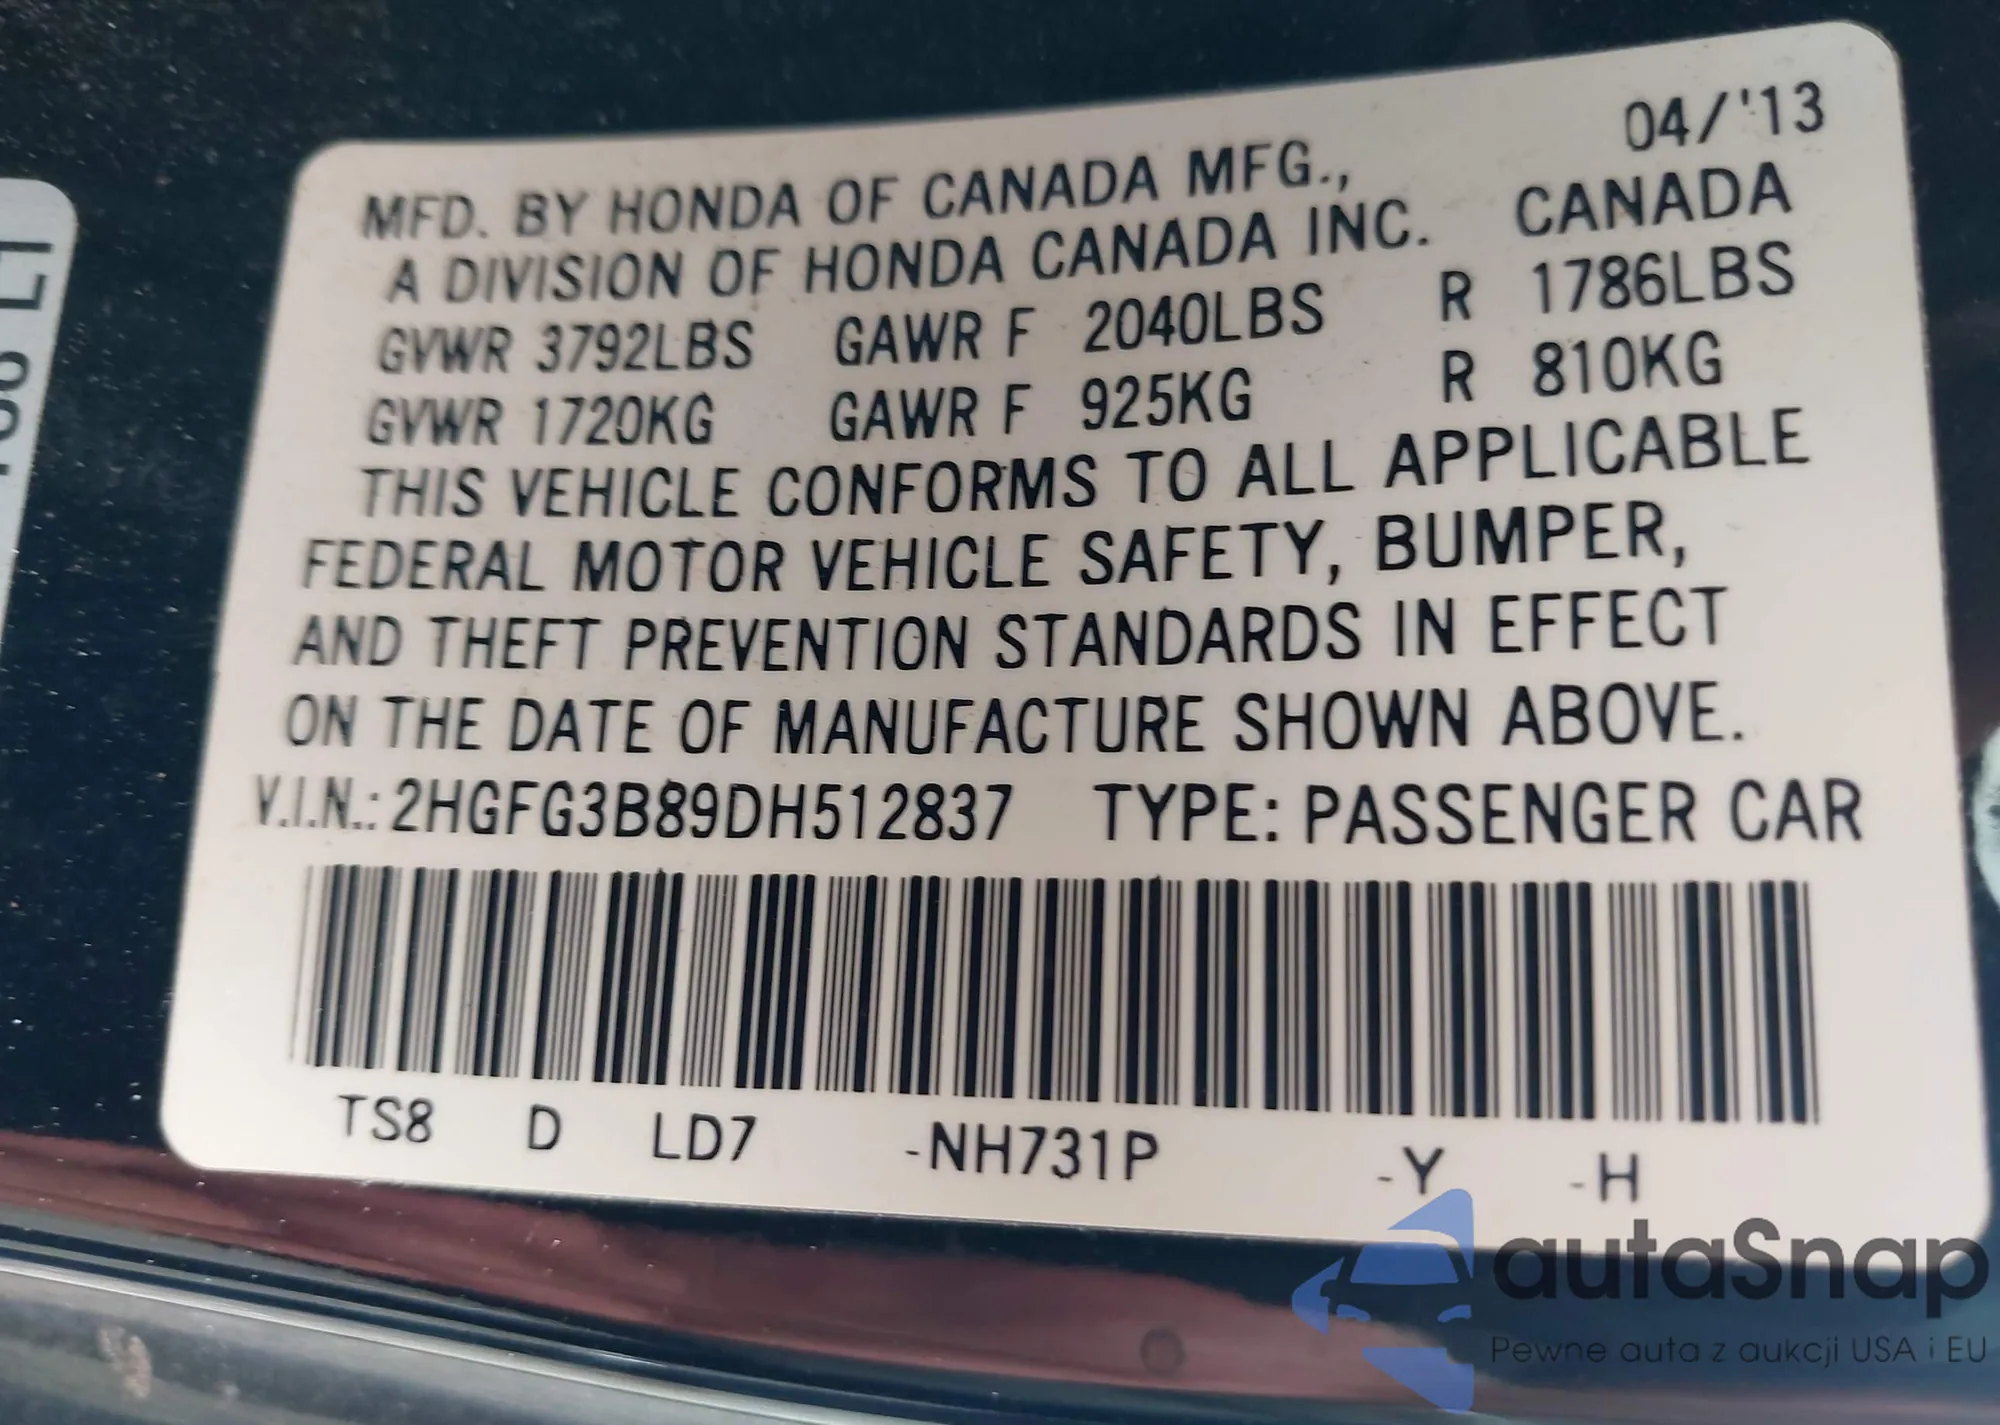 04/'13
MFD. BY HONDA OF CANADA MFG.,
A DIVISION OF HONDA CANADA INC. CANADA
GVWR 3792LBS GAWR F 2040LBS R 1786LBS
GVWR 1720KG GAWR F 925KG R 810KG
THIS VEHICLE CONFORMS TO ALL APPLICABLE
FEDERAL MOTOR VEHICLE SAFETY, BUMPER,
AND THEFT PREVENTION STANDARDS IN EFFECT
ON THE DATE OF MANUFACTURE SHOWN ABOVE.
V.I.N.: 2HGFG3B89DH512837 TYPE: PASSENGER CAR
TS8 D LD7 -NH731P -Y -H
autaSnap
Pewne auta z aukcji USA i EU